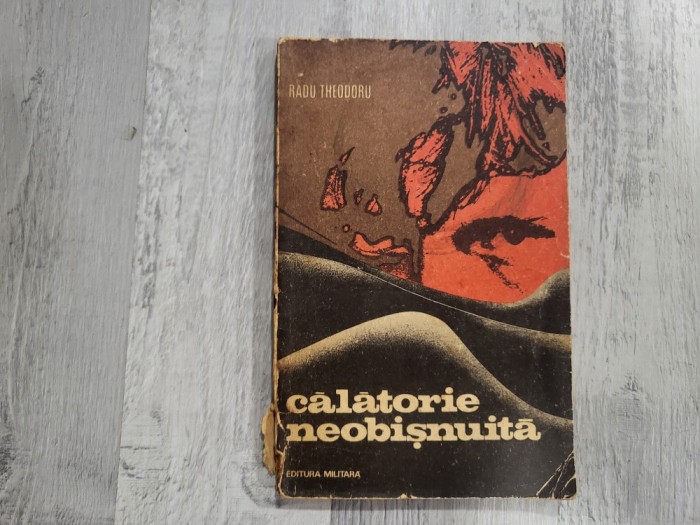 RADU THEODORU
călătorie
neobișnuită
EDITURA MILITARĂ